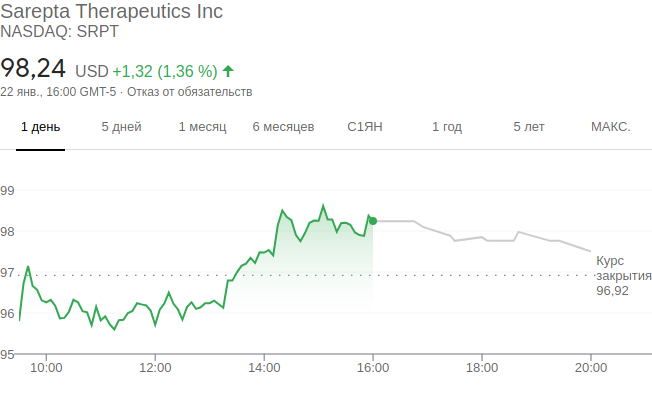 Sarepta Therapeutics Inc
NASDAQ: SRPT
98,24 USD +1,32 (1,36 %)
22 янв., 16:00 GMT-5 · Отказ от обязательств
1 день 5 дней 1 месяц 6 месяцев С1ЯН 1 год 5 лет МАКС.
99
98
97
96
95
Курс
закрытия
96,92
10:00 12:00 14:00 16:00 18:00 20:00